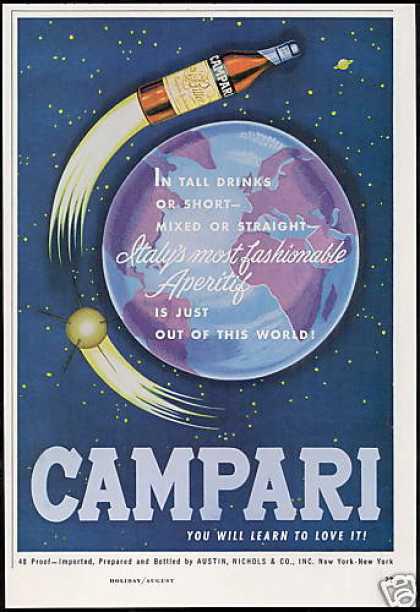 CAMPARI
Bitter
IN TALL DRINKS
OR SHORT—
MIXED OR STRAIGHT—
Italy's most fashionable
Aperitif
IS JUST
OUT OF THIS WORLD!
CAMPARI
YOU WILL LEARN TO LOVE IT!
48 Proof—Imported, Prepared and Bottled by AUSTIN, NICHOLS & CO., INC. New York-New York
HOLIDAY/AUGUST